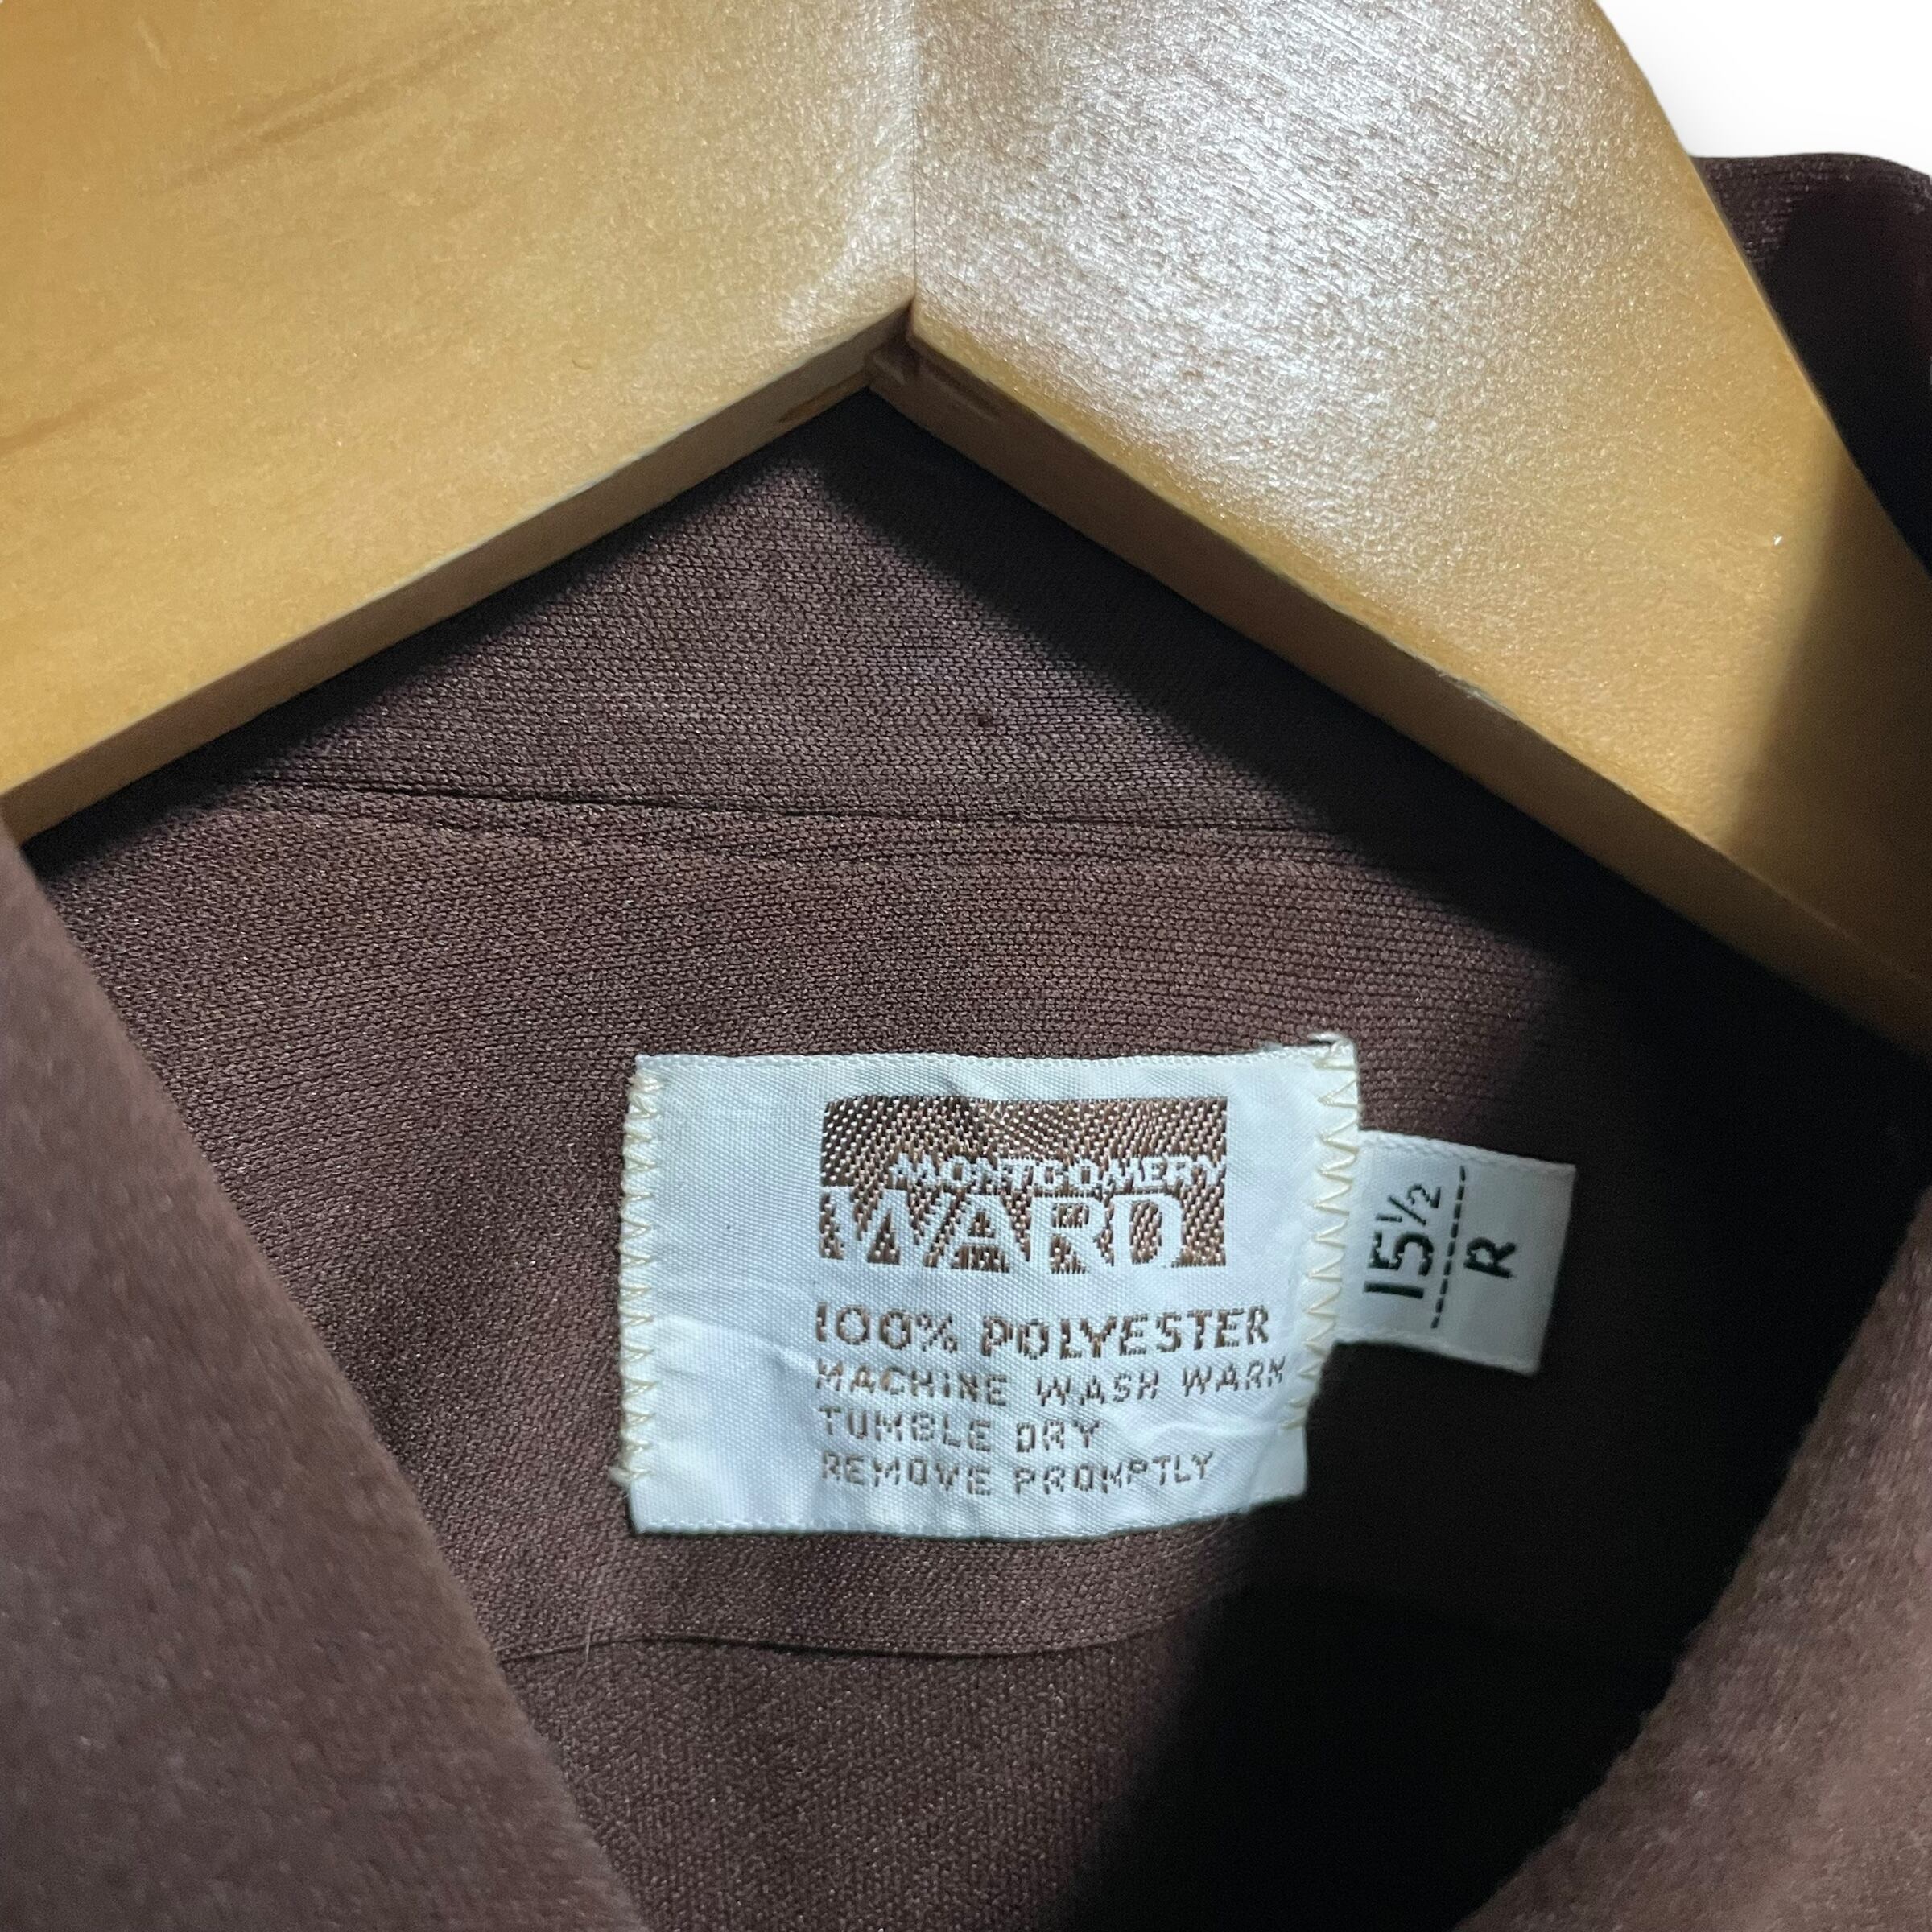 MONTGOMERY
WARD
100% POLYESTER
MACHINE WASH WARM
TUMBLE DRY
REMOVE PROMPTLY
15½
R